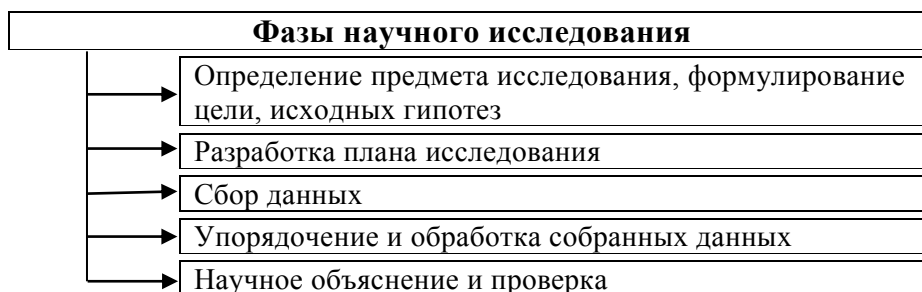 Фазы научного исследования
Определение предмета исследования, формулирование
цели, исходных гипотез
Разработка плана исследования
Сбор данных
Упорядочение и обработка собранных данных
Научное объяснение и проверка